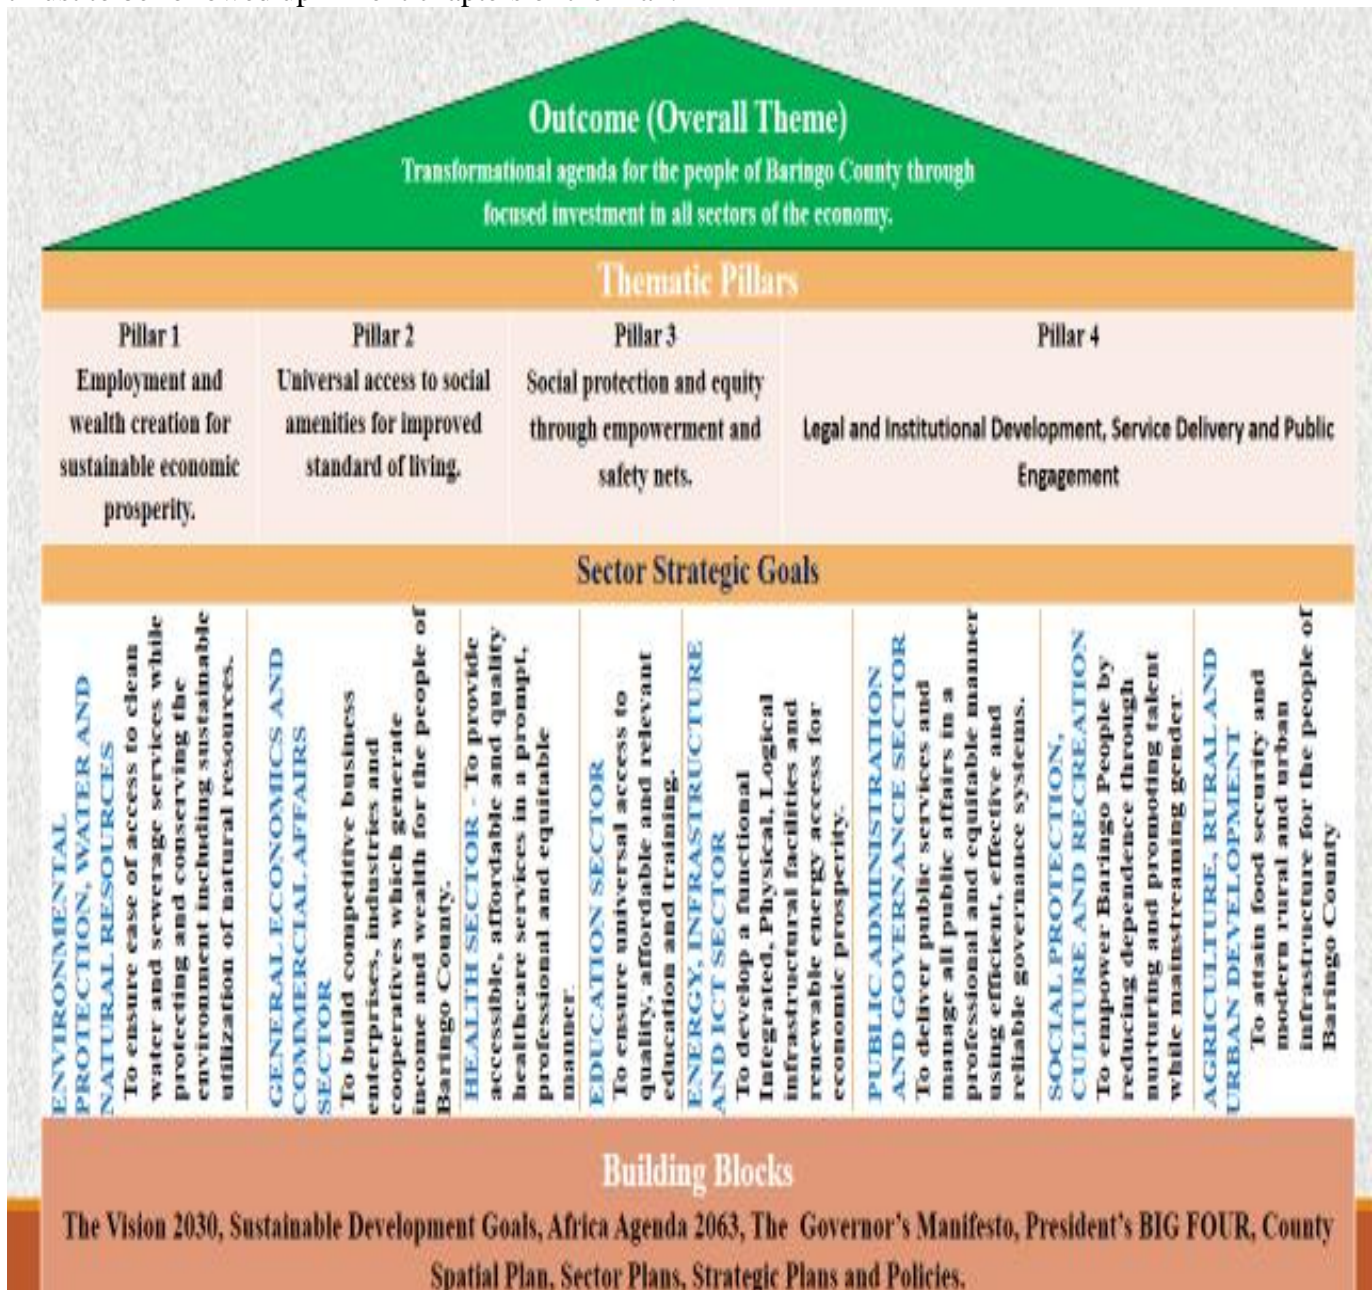 Outcome (Overall Theme)
Transformational agenda for the people of Baringo County through
focused investment in all sectors of the economy.
Thematic Pillars
Pillar 1
Employment and
wealth creation for
sustainable economic
prosperity.
Pillar 2
Universal access to social
amenities for improved
standard of living.
Pillar 3
Social protection and equity
through empowerment and
safety nets.
Pillar 4
Legal and Institutional Development, Service Delivery and Public
Engagement
Sector Strategic Goals
ENVIRONMENTAL
PROTECTION, WATER AND
NATURAL RESOURCES
To ensure ease of access to clean
water and sewerage services while
protecting and conserving the
environment including sustainable
utilization of natural resources.
GENERAL ECONOMICS AND
COMMERCIAL AFFAIRS
SECTOR
To build competitive business
enterprises, industries and
cooperatives which generate
income and wealth for the people of
Baringo County.
HEALTH SECTOR - To provide
accessible, affordable and quality
healthcare services in a prompt,
professional and equitable
manner.
EDUCATION SECTOR
To ensure universal access to
quality, affordable and relevant
education and training.
ENERGY, INFRASTRUCTURE
AND ICT SECTOR
To develop a functional
Integrated, Physical, Logical
infrastructural facilities and
renewable energy access for
economic prosperity.
PUBLIC ADMINISTRATION
AND GOVERNANCE SECTOR
To deliver public services and
manage all public affairs in a
professional and equitable manner
using efficient, effective and
reliable governance systems.
SOCIAL PROTECTION,
CULTURE AND RECREATION
To empower Baringo People by
reducing dependence through
nurturing and promoting talent
while mainstreaming gender.
AGRICULTURE, RURAL AND
URBAN DEVELOPMENT
To attain food security and
modern rural and urban
infrastructure for the people of
Baringo County
Building Blocks
The Vision 2030, Sustainable Development Goals, Africa Agenda 2063, The Governor's Manifesto, President's BIG FOUR, County
Spatial Plan, Sector Plans, Strategic Plans and Policies.